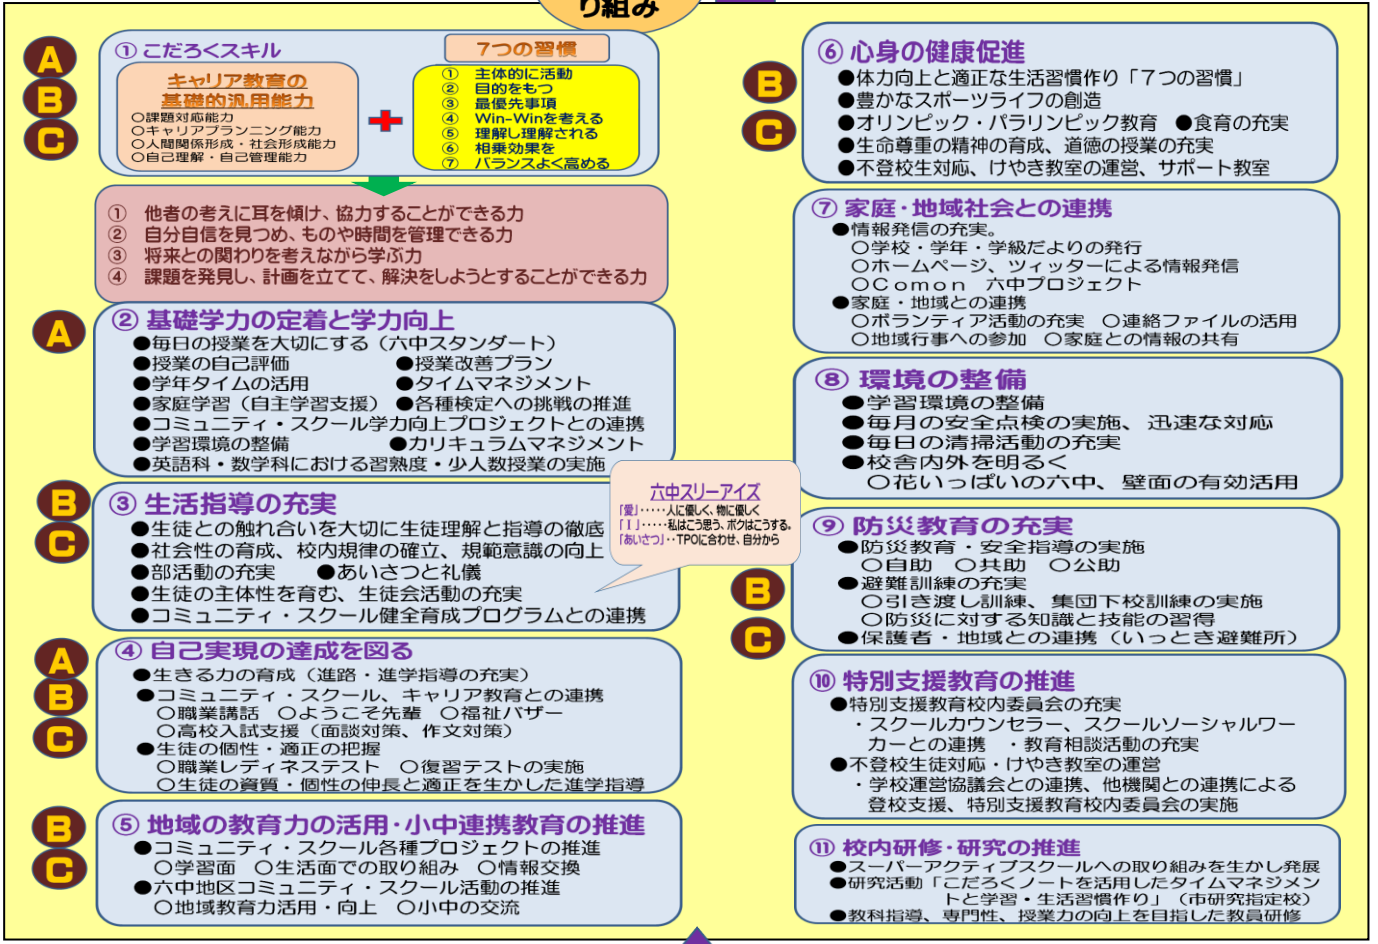 り組み
A
B
C
① こだろくスキル
キャリア教育の
基礎的汎用能力
○課題対応能力
○キャリアプランニング能力
○人間関係形成・社会形成能力
○自己理解・自己管理能力
７つの習慣
① 主体的に活動
② 目的をもつ
③ 最優先事項
④ Win-Winを考える
⑤ 理解し理解される
⑥ 相乗効果を
⑦ バランスよく高める
① 他者の考えに耳を傾け、協力することができる力
② 自分自信を見つめ、ものや時間を管理できる力
③ 将来との関わりを考えながら学ぶ力
④ 課題を発見し、計画を立てて、解決をしようとすることができる力
A
② 基礎学力の定着と学力向上
●毎日の授業を大切にする（六中スタンダート）
●授業の自己評価 ●授業改善プラン
●学年タイムの活用 ●タイムマネジメント
●家庭学習（自主学習支援） ●各種検定への挑戦の推進
●コミュニティ・スクール学力向上プロジェクトとの連携
●学習環境の整備 ●カリキュラムマネジメント
●英語科・数学科における習熟度・少人数授業の実施
B
C
③ 生活指導の充実
●生徒との触れ合いを大切に生徒理解と指導の徹底
●社会性の育成、校内規律の確立、規範意識の向上
●部活動の充実 ●あいさつと礼儀
●生徒の主体性を育む、生徒会活動の充実
●コミュニティ・スクール健全育成プログラムとの連携
六中スリーアイズ
「愛」・・・・・人に優しく、物に優しく
「Ｉ」・・・・・私はこう思う、ボクはこうする。
「あいさつ」・・TPOに合わせ、自分から
A
B
C
④ 自己実現の達成を図る
●生きる力の育成（進路・進学指導の充実）
●コミュニティ・スクール、キャリア教育との連携
○職業講話 ○ようこそ先輩 ○福祉バザー
○高校入試支援（面談対策、作文対策）
●生徒の個性・適正の把握
○職業レディネステスト ○復習テストの実施
○生徒の資質・個性の伸長と適正を生かした進学指導
B
C
⑤ 地域の教育力の活用・小中連携教育の推進
●コミュニティ・スクール各種プロジェクトの推進
○学習面 ○生活面での取り組み ○情報交換
●六中地区コミュニティ・スクール活動の推進
○地域教育力活用・向上 ○小中の交流
B
C
⑥ 心身の健康促進
●体力向上と適正な生活習慣作り「７つの習慣」
●豊かなスポーツライフの創造
●オリンピック・パラリンピック教育 ●食育の充実
●生命尊重の精神の育成、道徳の授業の充実
●不登校生対応、けやき教室の運営、サポート教室
⑦ 家庭・地域社会との連携
●情報発信の充実。
○学校・学年・学級だよりの発行
○ホームページ、ツィッターによる情報発信
○Ｃｏｍｏｎ 六中プロジェクト
●家庭・地域との連携
○ボランティア活動の充実 ○連絡ファイルの活用
○地域行事への参加 ○家庭との情報の共有
⑧ 環境の整備
●学習環境の整備
●毎月の安全点検の実施、迅速な対応
●毎日の清掃活動の充実
●校舎内外を明るく
○花いっぱいの六中、壁面の有効活用
B
C
⑨ 防災教育の充実
●防災教育・安全指導の実施
○自助 ○共助 ○公助
●避難訓練の充実
○引き渡し訓練、集団下校訓練の実施
○防災に対する知識と技能の習得
●保護者・地域との連携（いっとき避難所）
⑩ 特別支援教育の推進
●特別支援教育校内委員会の充実
・スクールカウンセラー、スクールソーシャルワー
カーとの連携 ・教育相談活動の充実
●不登校生徒対応・けやき教室の運営
・学校運営協議会との連携、他機関との連携による
登校支援、特別支援教育校内委員会の実施
⑪ 校内研修・研究の推進
●スーパーアクティブスクールへの取り組みを生かし発展
●研究活動「こだろくノートを活用したタイムマネジメン
トと学習・生活習慣作り」（市研究指定校）
●教科指導、専門性、授業力の向上を目指した教員研修